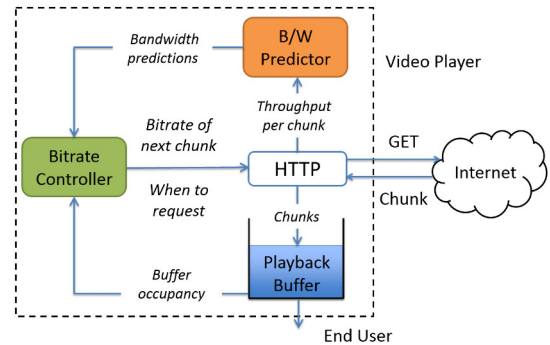 Bandwidth
predictions
B/W
Predictor
Video Player
Throughput
per chunk
Bitrate of
next chunk
GET
Bitrate
Controller
HTTP
Internet
When to
request
Chunk
Chunks
Playback
Buffer
Buffer
occupancy
End User